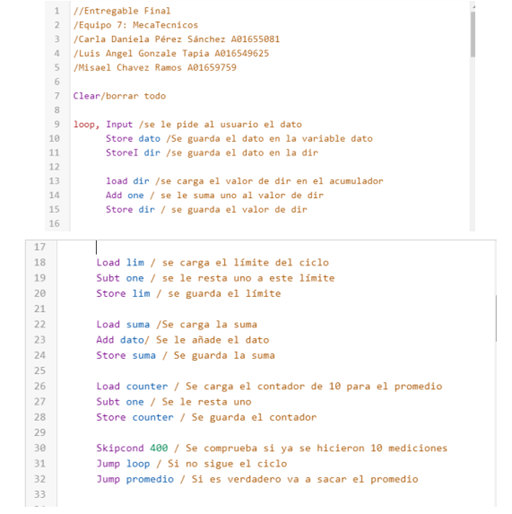 1 //Entregable Final
2 /Equipo 7: MecaTecnicos
3 /Carla Daniela Pérez Sánchez A01655081
4 /Luis Angel Gonzale Tapia A016549625
5 /Misael Chavez Ramos A01659759
6
7 Clear/borrar todo
8
9 loop, Input /se le pide al usuario el dato
10 Store dato /Se guarda el dato en la variable dato
11 StoreI dir /se guarda el dato en la dir
12
13 load dir /se carga el valor de dir en el acumulador
14 Add one / se le suma uno al valor de dir
15 Store dir / se guarda el valor de dir
16
17
18 Load lim / se carga el límite del ciclo
19 Subt one / se le resta uno a este límite
20 Store lim / se guarda el límite
21
22 Load suma /Se carga la suma
23 Add dato/ Se le añade el dato
24 Store suma / Se guarda la suma
25
26 Load counter / Se carga el contador de 10 para el promedio
27 Subt one / Se le resta uno
28 Store counter / Se guarda el contador
29
30 Skipcond 400 / Se comprueba si ya se hicieron 10 mediciones
31 Jump loop / Si no sigue el ciclo
32 Jump promedio / Si es verdadero va a sacar el promedio
33